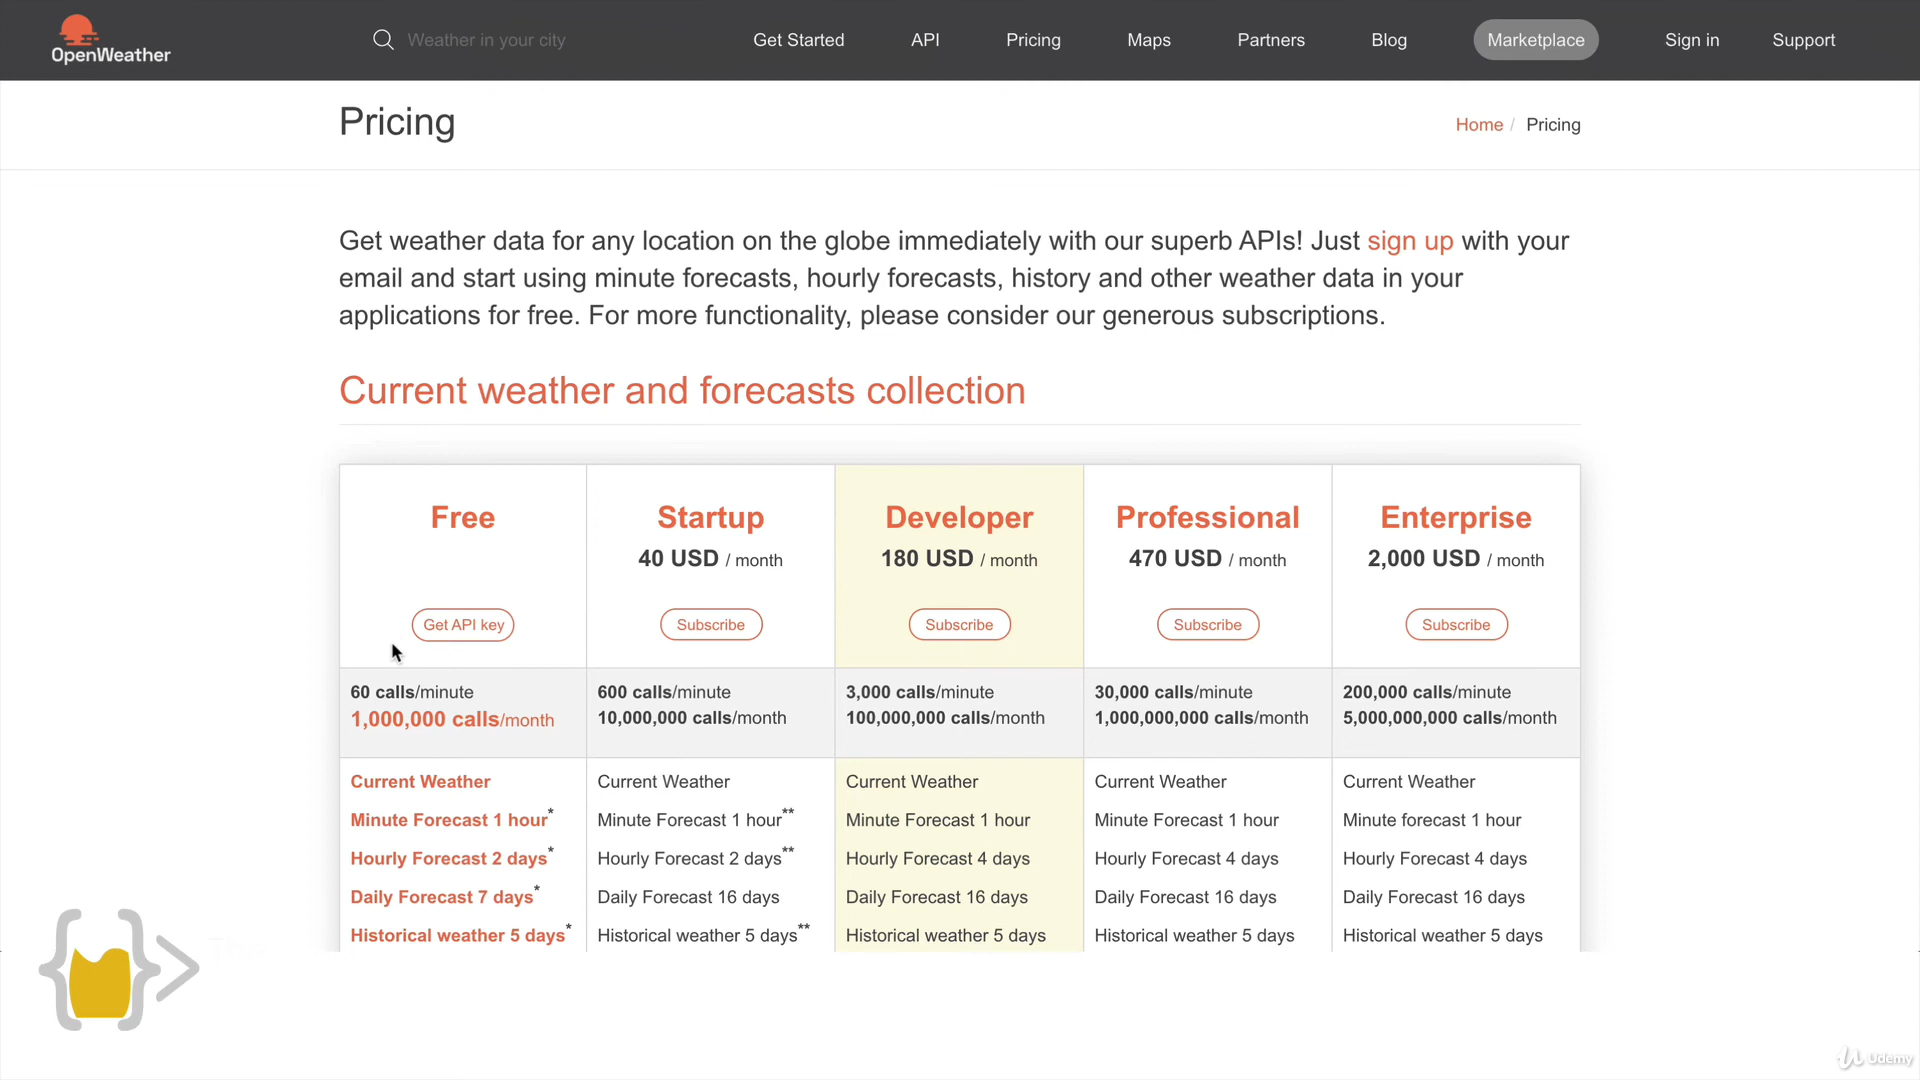 OpenWeather
Weather in your city
Get Started
API
Pricing
Maps
Partners
Blog
Marketplace
Sign in
Support
Pricing
Home / Pricing
Get weather data for any location on the globe immediately with our superb APIs! Just sign up with your
email and start using minute forecasts, hourly forecasts, history and other weather data in your
applications for free. For more functionality, please consider our generous subscriptions.
Current weather and forecasts collection
Free
Startup
Developer
Professional
Enterprise
40 USD / month
180 USD / month
470 USD / month
2,000 USD / month
Get API key
Subscribe
Subscribe
Subscribe
Subscribe
60 calls/minute
1,000,000 calls/month
600 calls/minute
10,000,000 calls/month
3,000 calls/minute
100,000,000 calls/month
30,000 calls/minute
1,000,000,000 calls/month
200,000 calls/minute
5,000,000,000 calls/month
Current Weather
Minute Forecast 1 hour*
Hourly Forecast 2 days*
Daily Forecast 7 days*
Historical weather 5 days*
Current Weather
Minute Forecast 1 hour**
Hourly Forecast 2 days**
Daily Forecast 16 days
Historical weather 5 days**
Current Weather
Minute Forecast 1 hour
Hourly Forecast 4 days
Daily Forecast 16 days
Historical weather 5 days
Current Weather
Minute Forecast 1 hour
Hourly Forecast 4 days
Daily Forecast 16 days
Historical weather 5 days
Current Weather
Minute forecast 1 hour
Hourly Forecast 4 days
Daily Forecast 16 days
Historical weather 5 days
Udemy